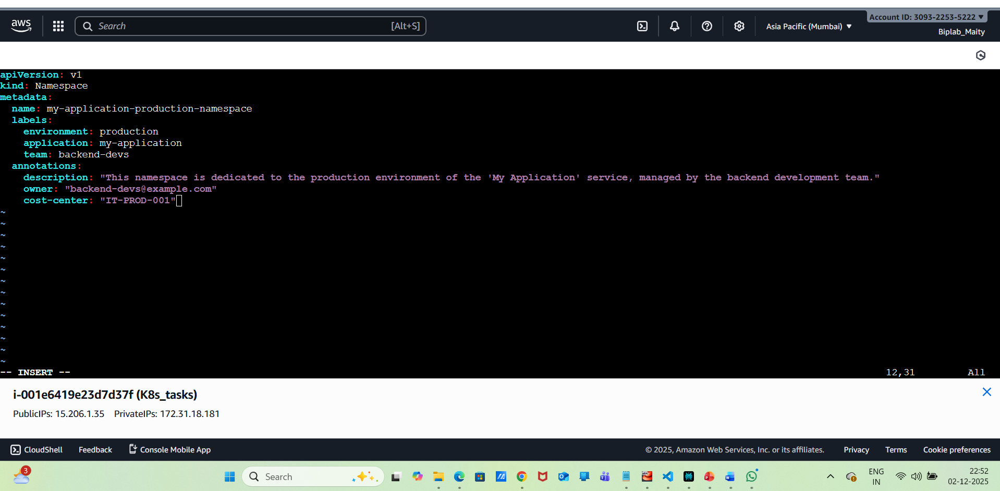 aws
Search [Alt+S]
Asia Pacific (Mumbai) ▼
Account ID: 3093-2253-5222 ▼
Biplab_Maity
apiVersion: v1
kind: Namespace
metadata:
  name: my-application-production-namespace
  labels:
    environment: production
    application: my-application
    team: backend-devs
  annotations:
    description: "This namespace is dedicated to the production environment of the 'My Application' service, managed by the backend development team."
    owner: "backend-devs@example.com"
    cost-center: "IT-PROD-001"
~
~
~
~
~
~
~
~
~
~
~
~
~
~
-- INSERT -- 12,31 All
i-001e6419e23d7d37f (K8s_tasks)
PublicIPs: 15.206.1.35 PrivateIPs: 172.31.18.181
CloudShell Feedback Console Mobile App © 2025, Amazon Web Services, Inc. or its affiliates. Privacy Terms Cookie preferences
3
Search
ENG
IN
22:52
02-12-2025